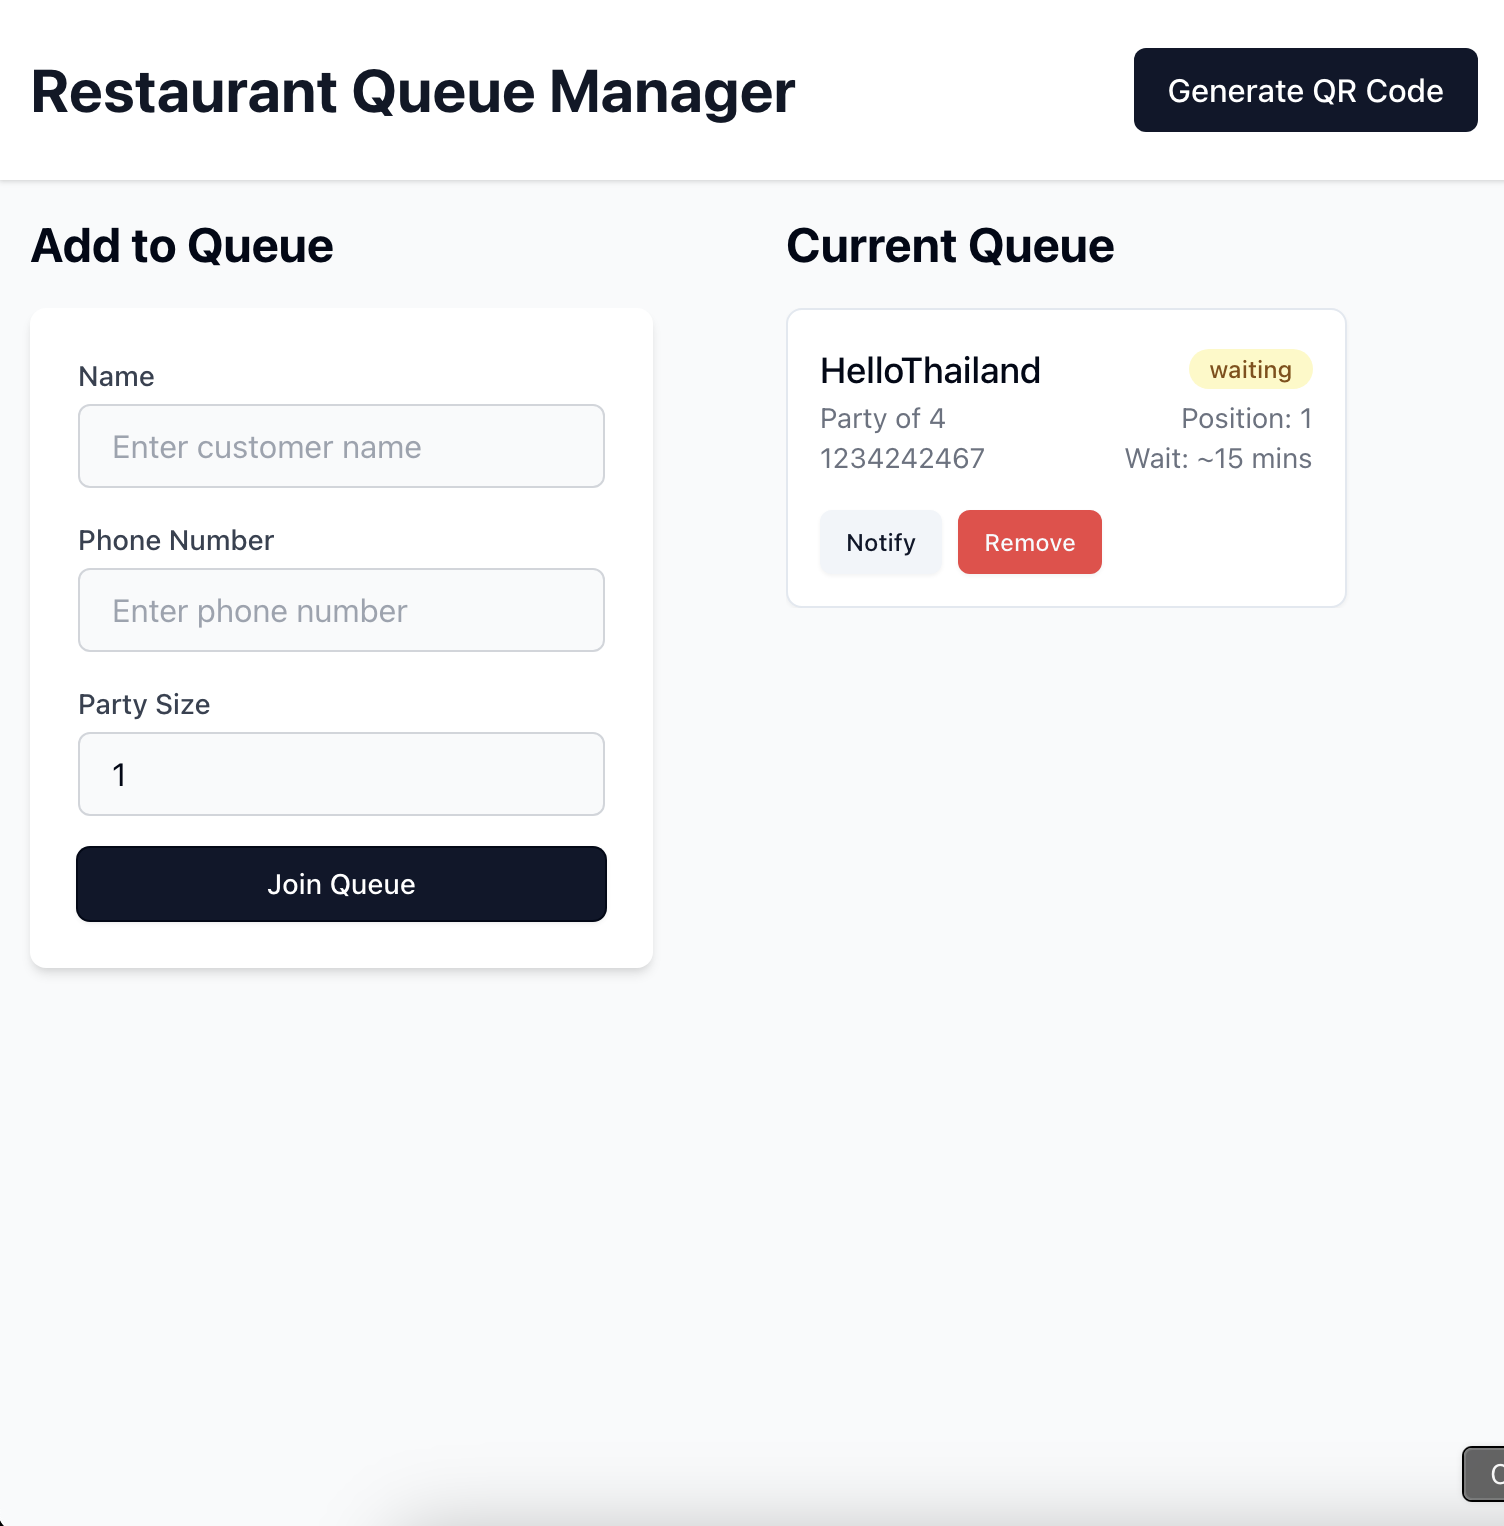 Restaurant Queue Manager
Generate QR Code
Add to Queue
Name
Enter customer name
Phone Number
Enter phone number
Party Size
1
Join Queue
Current Queue
HelloThailand
waiting
Party of 4
Position: 1
1234242467
Wait: ~15 mins
Notify
Remove